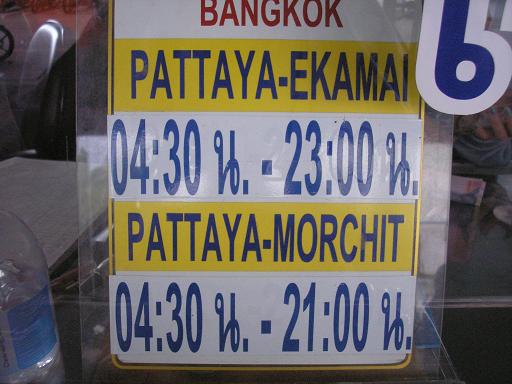 BANGKOK
PATTAYA-EKAMAI
04:30 น. - 23:00 น.
PATTAYA-MORCHIT
04:30 น. - 21:00 น.